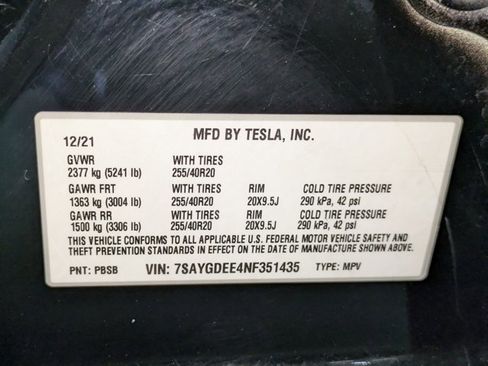 MFD BY TESLA, INC.
12/21
GVWR WITH TIRES
2377 kg (5241 lb) 255/40R20
GAWR FRT WITH TIRES RIM COLD TIRE PRESSURE
1363 kg (3004 lb) 255/40R20 20X9.5J 290 kPa, 42 psi
GAWR RR WITH TIRES RIM COLD TIRE PRESSURE
1500 kg (3306 lb) 255/40R20 20X9.5J 290 kPa, 42 psi
THIS VEHICLE CONFORMS TO ALL APPLICABLE U.S. FEDERAL MOTOR VEHICLE SAFETY AND
THEFT PREVENTION STANDARDS IN EFFECT ON THE DATE OF MANUFACTURE SHOWN ABOVE.
PNT: PBSB VIN: 7SAYGDEE4NF351435 TYPE: MPV